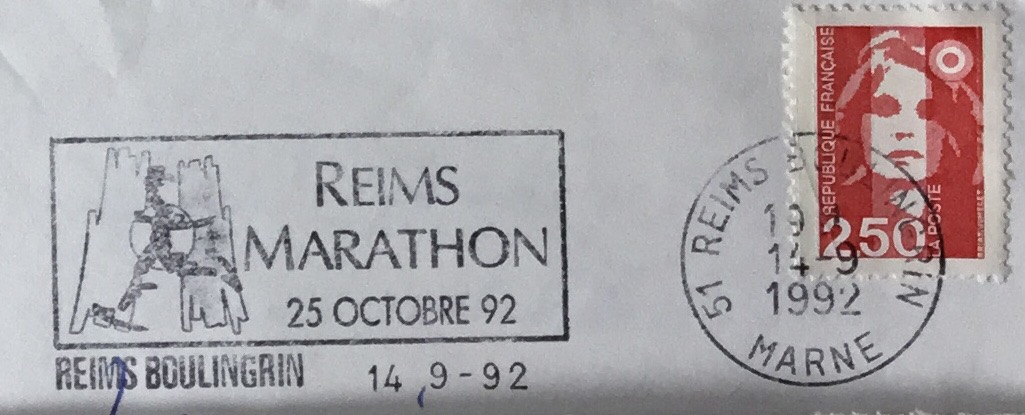 REIMS
MARATHON
25 OCTOBRE 92
REIMS BOULINGRIN 14 9-92
51 REIMS BOULINGRIN
14-9
1992
MARNE
RÉPUBLIQUE FRANÇAISE
2,50
LA POSTE